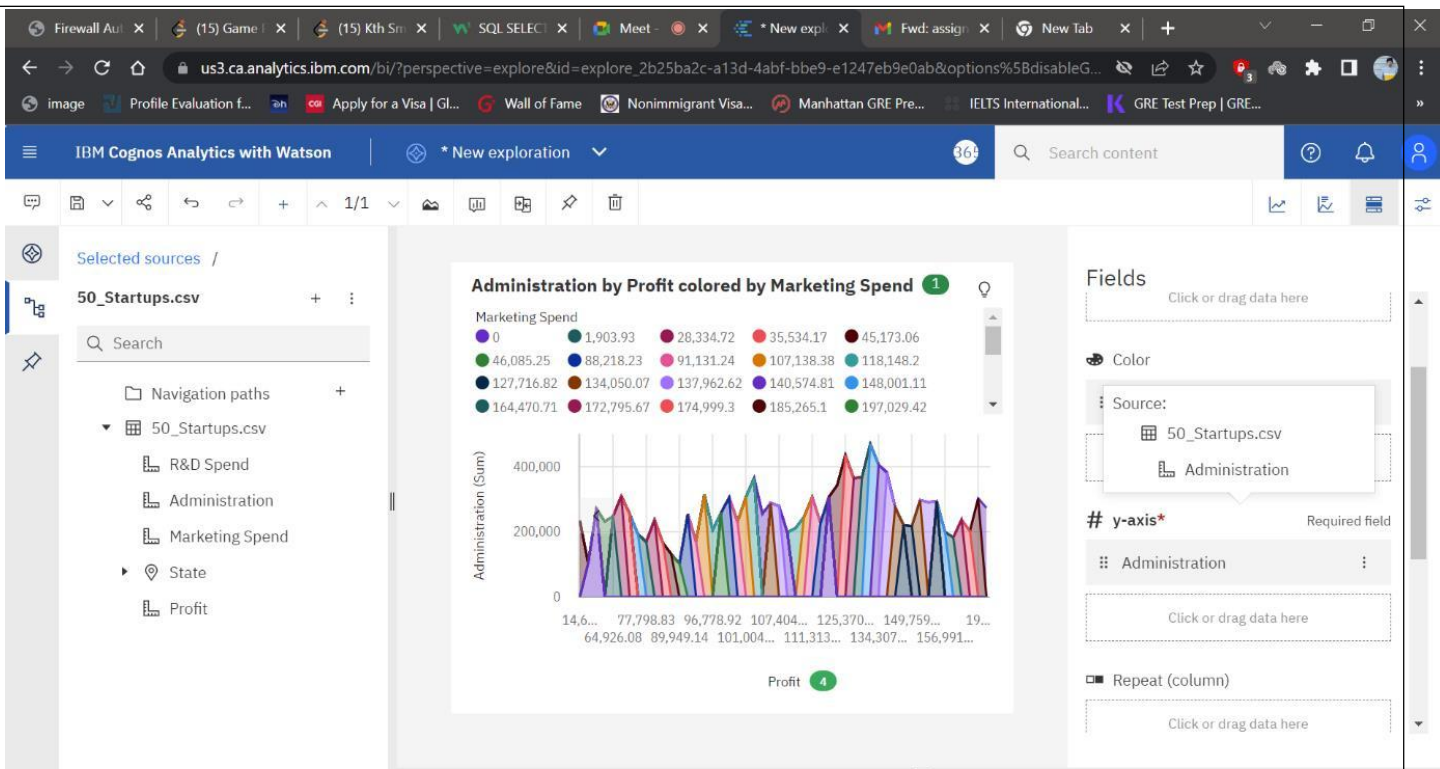 Firewall Aut
(15) Game
(15) Kth Sm
SQL SELECT
Meet -
* New expl
Fwd: assign
New Tab
us3.ca.analytics.ibm.com/bi/?perspective=explore&id=explore_2b25ba2c-a13d-4abf-bbe9-e1247eb9e0ab&options%5BdisableG...
3
image
Profile Evaluation f...
Apply for a Visa | Gl...
Wall of Fame
Nonimmigrant Visa...
Manhattan GRE Pre...
IELTS International...
GRE Test Prep | GRE...
»
IBM Cognos Analytics with Watson
* New exploration
Search content
1/1
Selected sources /
50_Startups.csv
Search
Navigation paths
50_Startups.csv
R&D Spend
Administration
Marketing Spend
State
Profit
Administration by Profit colored by Marketing Spend 1
Marketing Spend
0 1,903.93 28,334.72 35,534.17 45,173.06
46,085.25 88,218.23 91,131.24 107,138.38 118,148.2
127,716.82 134,050.07 137,962.62 140,574.81 148,001.11
164,470.71 172,795.67 174,999.3 185,265.1 197,029.42
Administration (Sum)
400,000
200,000
0
14,6... 77,798.83 96,778.92 107,404... 125,370... 149,759... 19...
64,926.08 89,949.14 101,004... 111,313... 134,307... 156,991...
Profit 4
Fields
Click or drag data here
Color
Source:
50_Startups.csv
Administration
# y-axis*
Required field
Administration
Click or drag data here
Repeat (column)
Click or drag data here